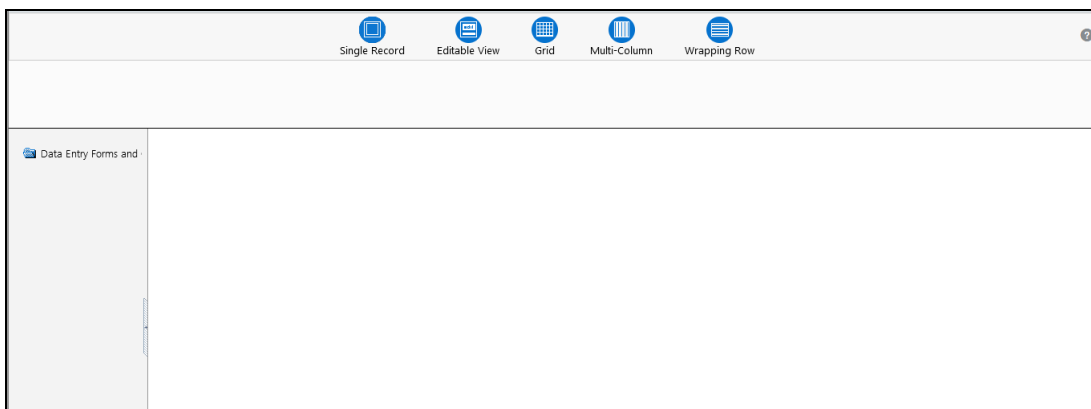 Single Record Editable View Grid Multi-Column Wrapping Row
Data Entry Forms and